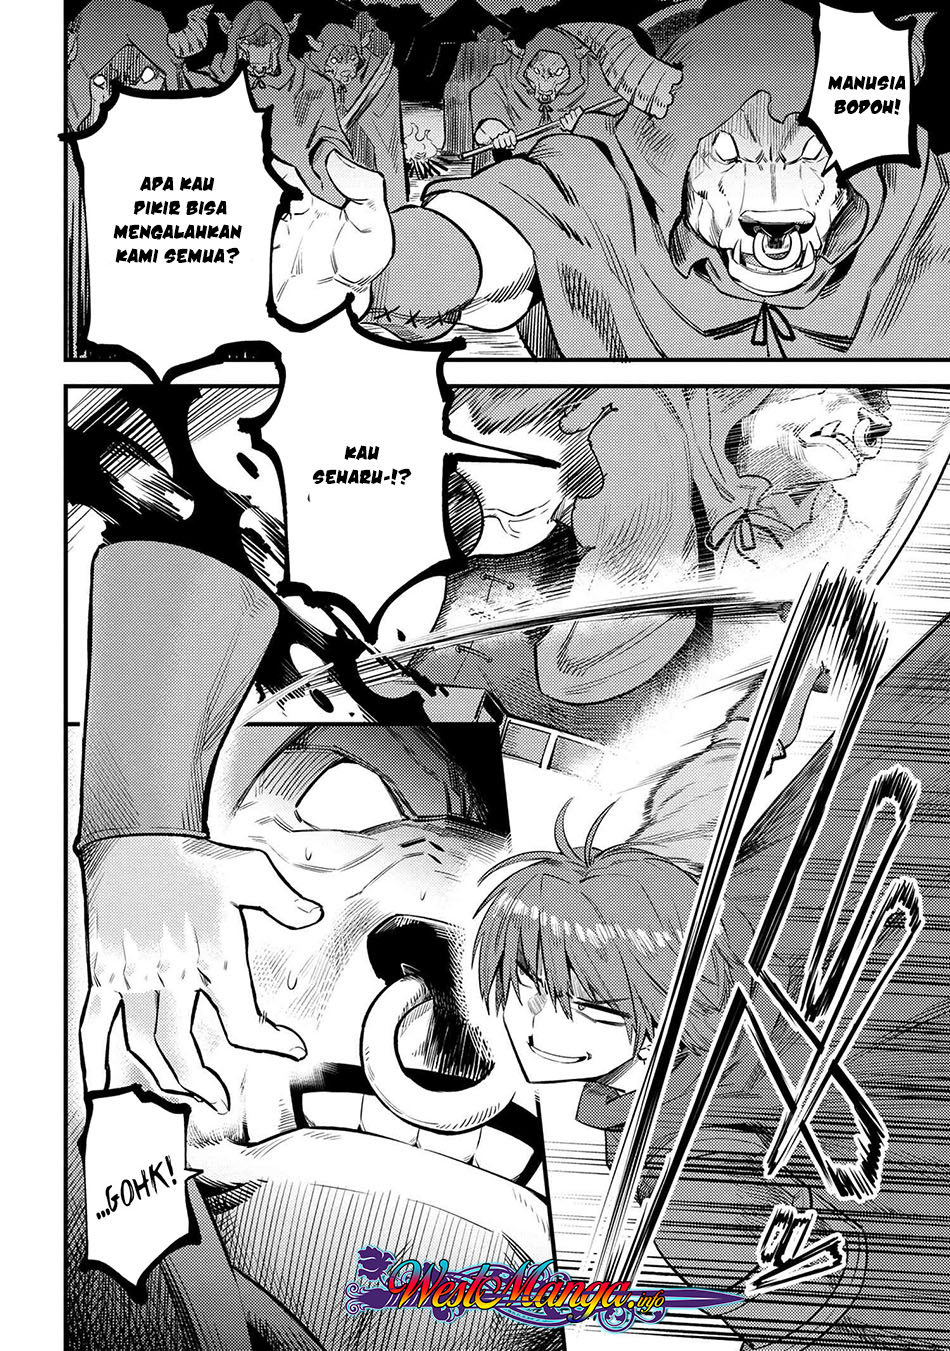 MANUSIA
BODOH!
APA KAU
PIKIR BISA
MENGALAHKAN
KAMI SEMUA?
KAU
SEHARU-!?
...GOHK!
WestManga.info